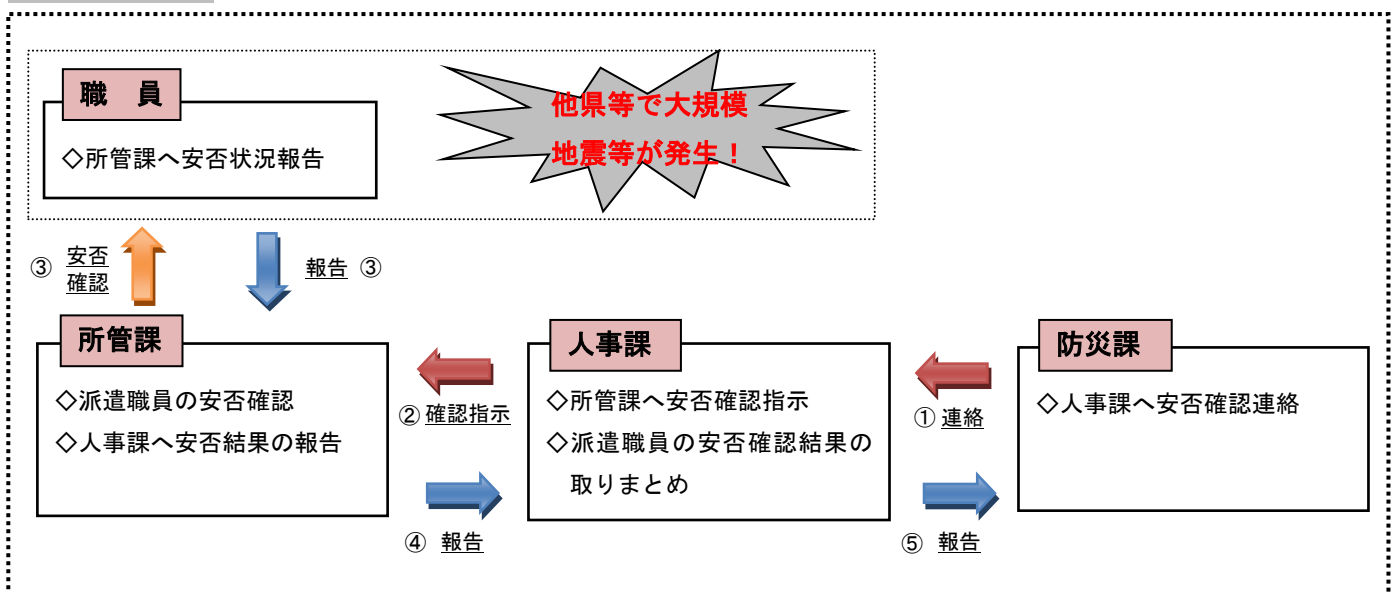 職 員
◇所管課へ安否状況報告
他県等で大規模
地震等が発生！
③ 安否
確認
報告 ③
所管課
◇派遣職員の安否確認
◇人事課へ安否結果の報告
② 確認指示
④ 報告
人事課
◇所管課へ安否確認指示
◇派遣職員の安否確認結果の
取りまとめ
① 連絡
⑤ 報告
防災課
◇人事課へ安否確認連絡